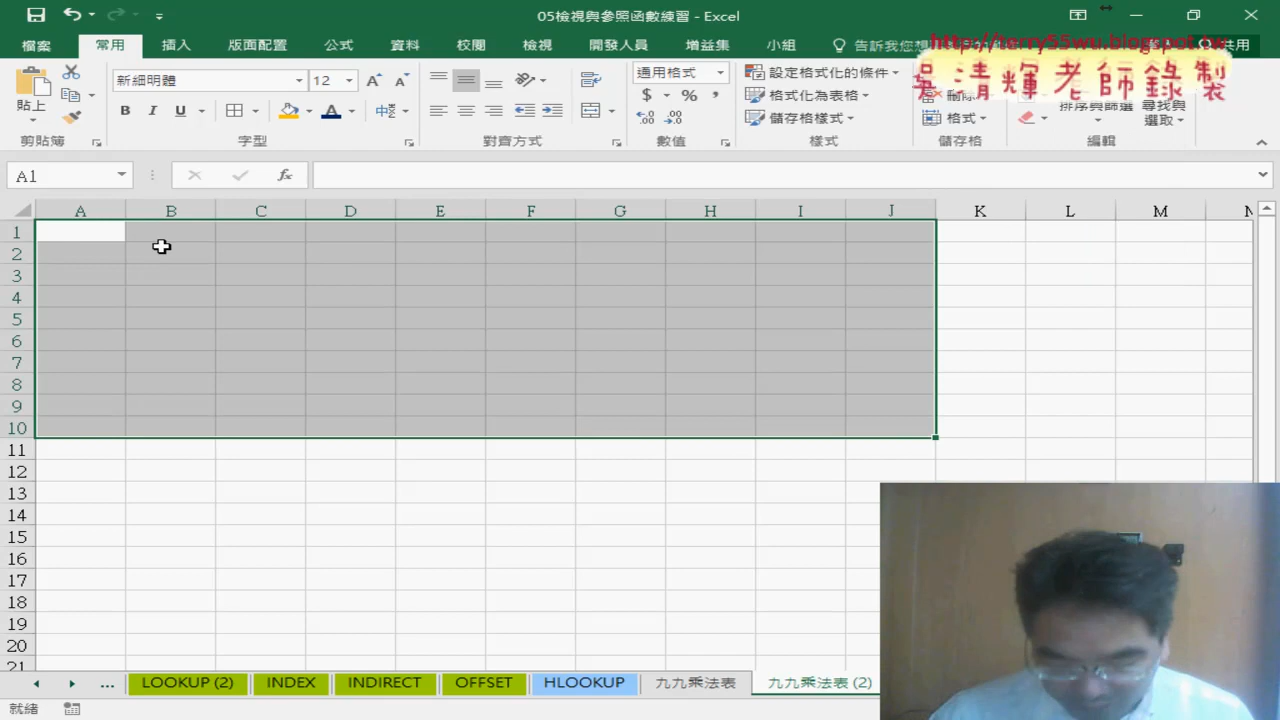 05檢視與參照函數練習 - Excel
檔案 常用 插入 版面配置 公式 資料 校閱 檢視 開發人員 增益集 小組 告訴我您想 共用
http://terry55wu.blogspot.tw
吳清輝老師錄製
貼上 新細明體 12 通用格式 設定格式化的條件 刪除
B I U 中 $ % , 格式化為表格 排序與篩選 尋找與
儲存格樣式 格式 選取
剪貼簿 字型 對齊方式 數值 樣式 儲存格 編輯
A1 fx
A B C D E F G H I J K L M N
1
2
3
4
5
6
7
8
9
10
11
12
13
14
15
16
17
18
19
20
21
... LOOKUP (2) INDEX INDIRECT OFFSET HLOOKUP 九九乘法表 九九乘法表 (2)
就緒